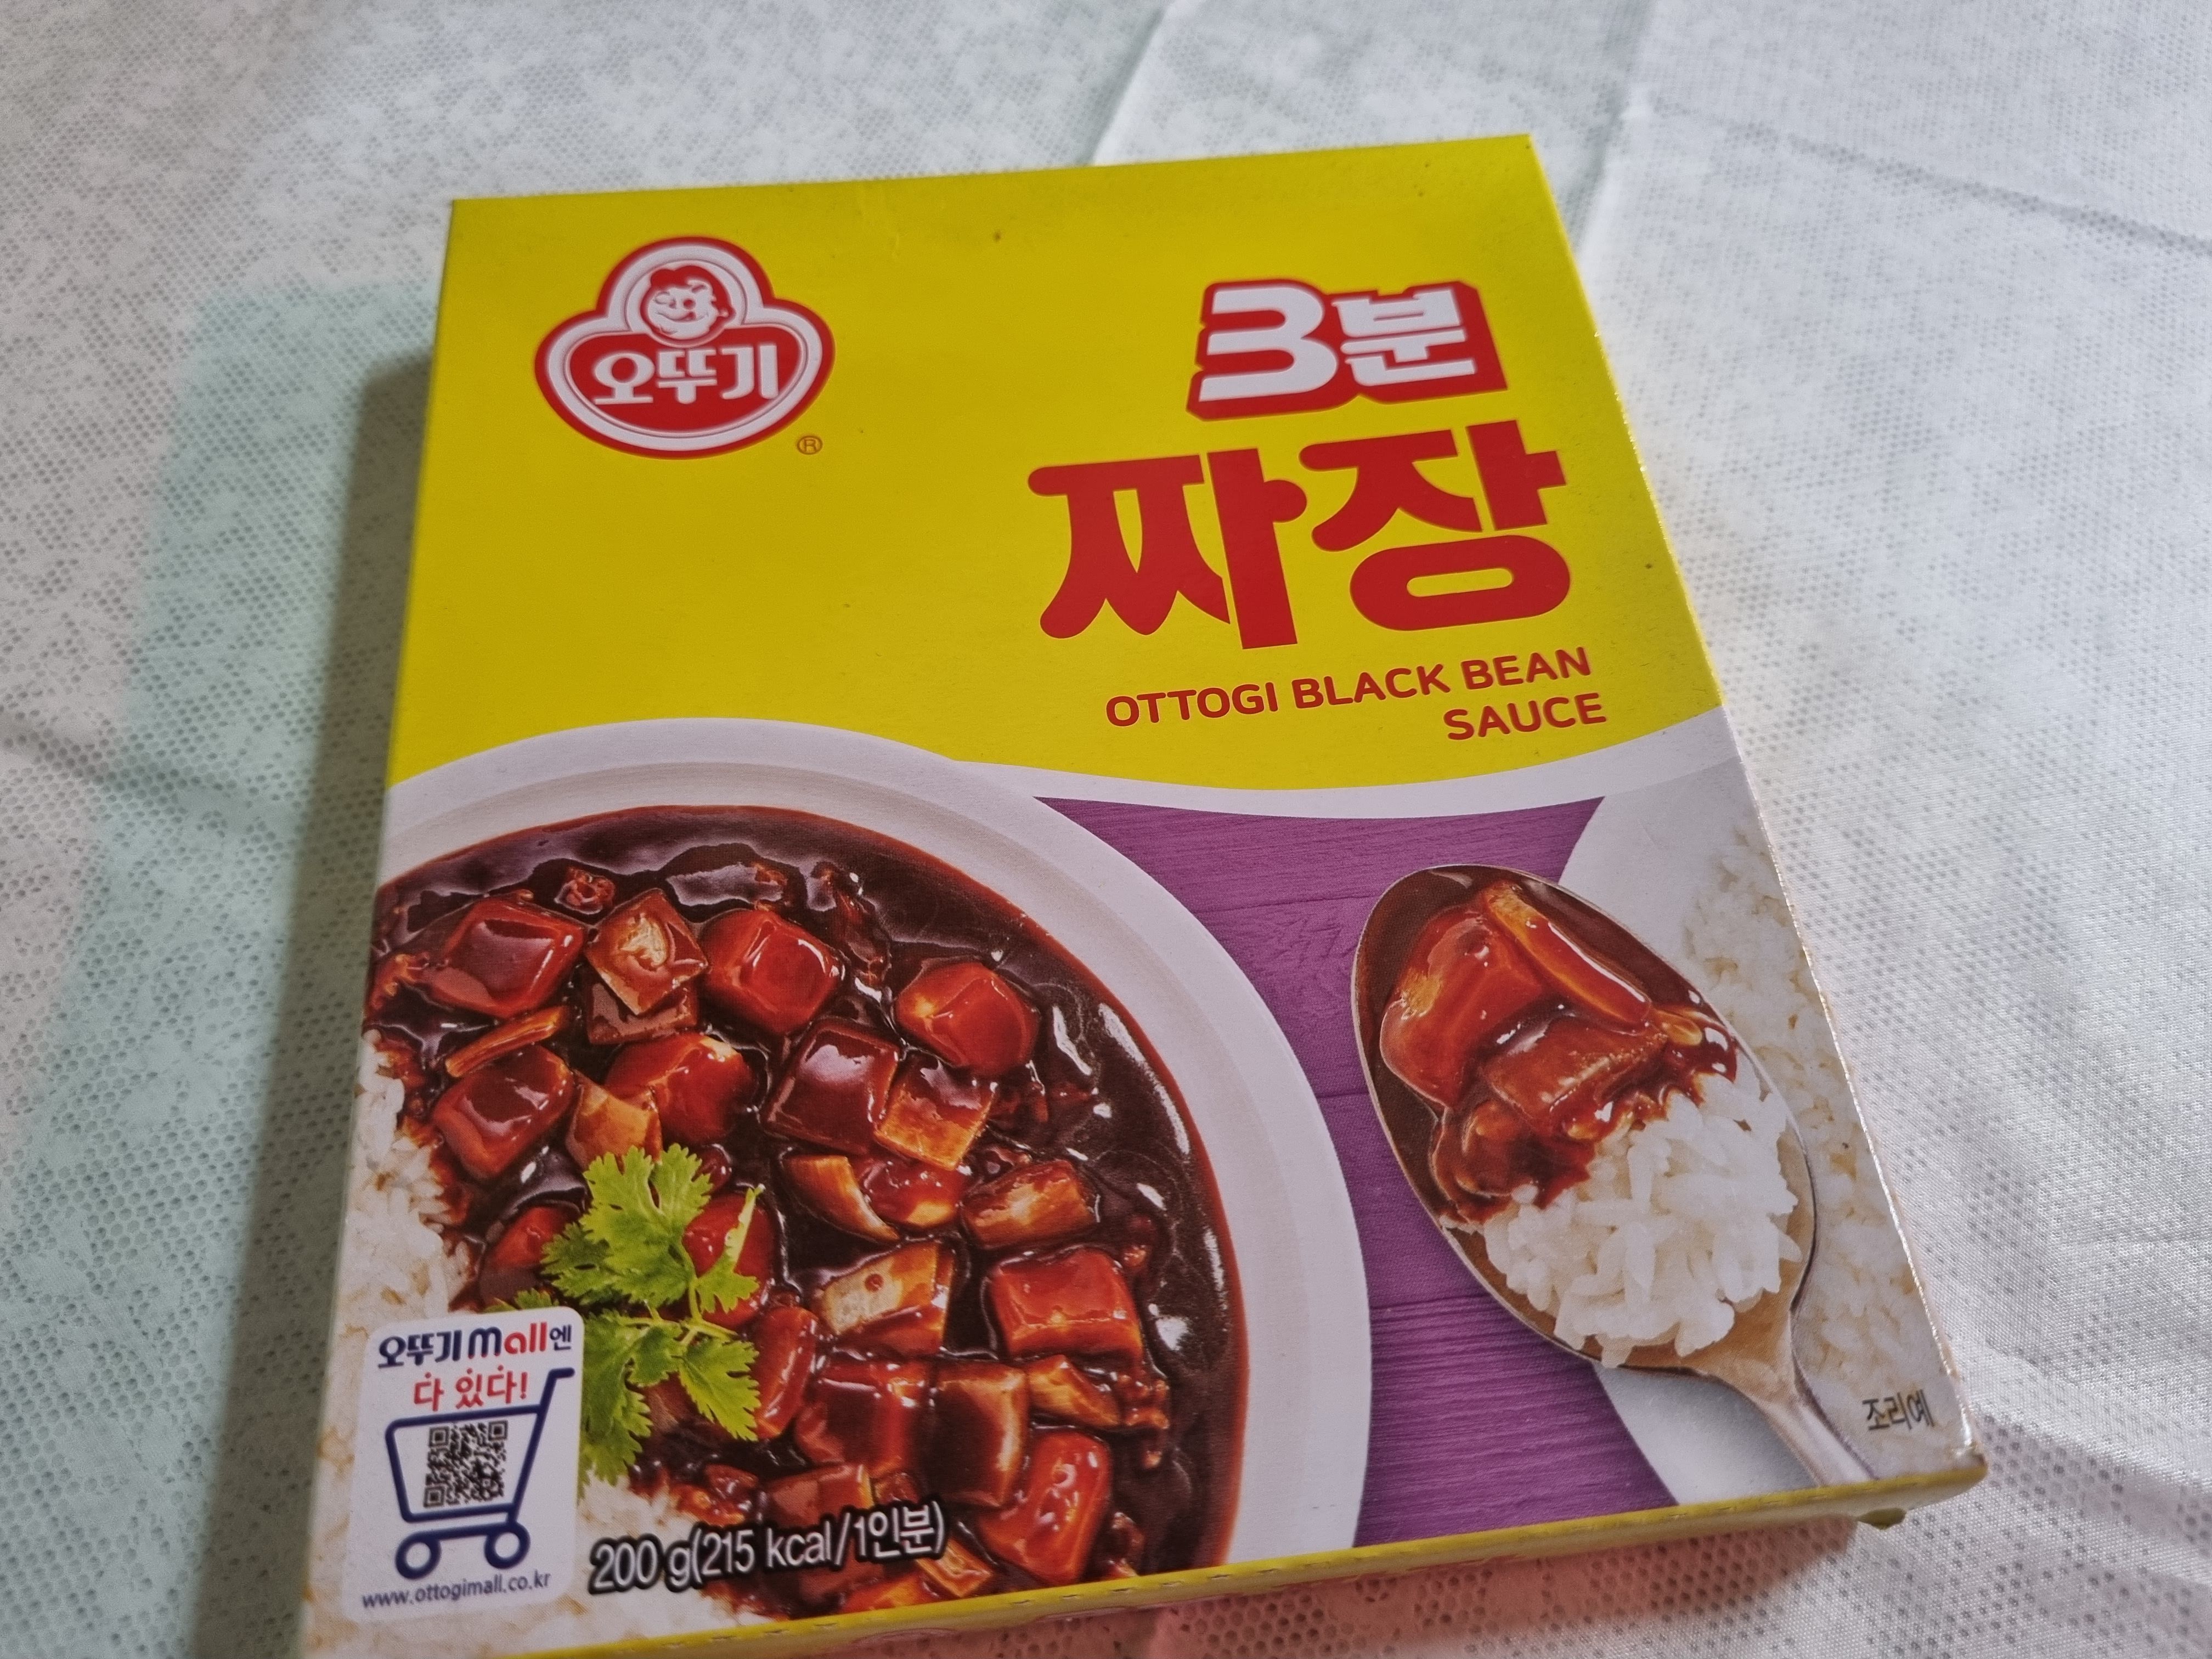 오뚜기
®
3분
짜장
OTTOGI BLACK BEAN
SAUCE
조리예
오뚜기mall엔
다 있다!
www.ottogimall.co.kr
200 g(215 kcal/1인분)